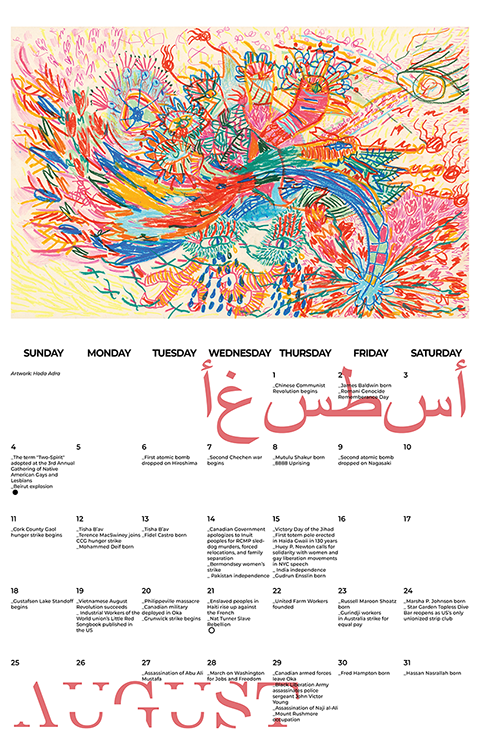 SUNDAY MONDAY TUESDAY WEDNESDAY THURSDAY FRIDAY SATURDAY
Artwork: Hoda Adra
أغسطس
1
_Chinese Communist
Revolution begins
2
_James Baldwin born
_Romani Genocide
Rememberance Day
3
4
_The term "Two-Spirit"
adopted at the 3rd Annual
Gathering of Native
American Gays and
Lesbians
_Beirut explosion
5
6
_First atomic bomb
dropped on Hiroshima
7
_Second Chechen war
begins
8
_Mutulu Shakur born
_8888 Uprising
9
_Second atomic bomb
dropped on Nagasaki
10
11
_Cork County Gaol
hunger strike begins
12
_Tisha B'av
_Terence MacSwiney joins
CCG hunger strike
_Mohammed Deif born
13
_Tisha B'av
_Fidel Castro born
14
_Canadian Government
apologizes to Inuit
peoples for RCMP sled-
dog murders, forced
relocations, and family
separation
_Bermondsey women's
strike
_ Pakistan independence
15
_Victory Day of the Jihad
_First totem pole erected
in Haida Gwaii in 130 years
_Huey P. Newton calls for
solidarity with women and
gay liberation movements
in NYC speech
_ India independence
_Gudrun Ensslin born
16
17
18
_Gustafsen Lake Standoff
begins
19
_Vietnamese August
Revolution succeeds
_ Industrial Workers of the
World union's Little Red
Songbook published in
the US
20
_Philippeville massacre
_Canadian military
deployed in Oka
_Grunwick strike begins
21
_Enslaved peoples in
Haiti rise up against
the French
_Nat Turner Slave
Rebellion
22
_United Farm Workers
founded
23
_Russell Maroon Shoatz
born
_Gurindji workers
in Australia strike for
equal pay
24
_Marsha P. Johnson born
_ Star Garden Topless Dive
Bar reopens as US's only
unionized strip club
25
26
27
_Assassination of Abu Ali
Mustafa
28
_March on Washington
for Jobs and Freedom
29
_Canadian armed forces
leave Oka
_Black Liberation Army
assassinates police
sergeant John Victor
Young
_Assassination of Naji al-Ali
_Mount Rushmore
occupation
30
_Fred Hampton born
31
_Hassan Nasrallah born
AUGUST